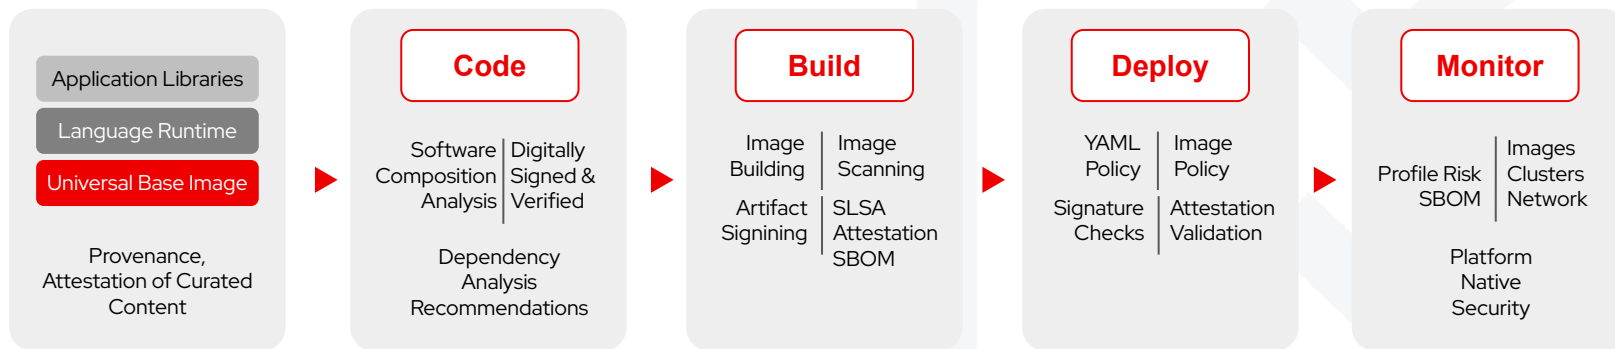 Application Libraries
Language Runtime
Universal Base Image
Provenance,
Attestation of Curated
Content
Code
Software
Composition
Analysis
Digitally
Signed &
Verified
Dependency
Analysis
Recommendations
Build
Image
Building
Image
Scanning
Artifact
Signining
SLSA
Attestation
SBOM
Deploy
YAML
Policy
Image
Policy
Signature
Checks
Attestation
Validation
Monitor
Profile Risk
SBOM
Images
Clusters
Network
Platform
Native
Security